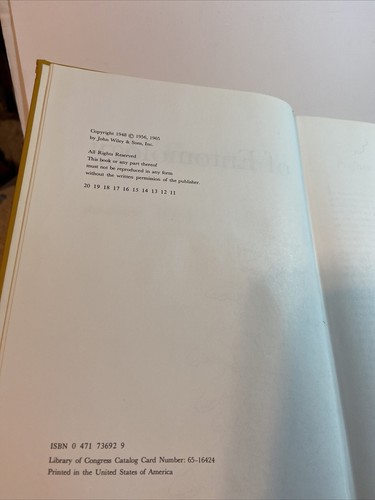 Copyright 1948 © 1956, 1965
by John Wiley & Sons, Inc.
All Rights Reserved
This book or any part thereof
must not be reproduced in any form
without the written permission of the publisher.
20 19 18 17 16 15 14 13 12 11
ISBN 0 471 73692 9
Library of Congress Catalog Card Number: 65-16424
Printed in the United States of America